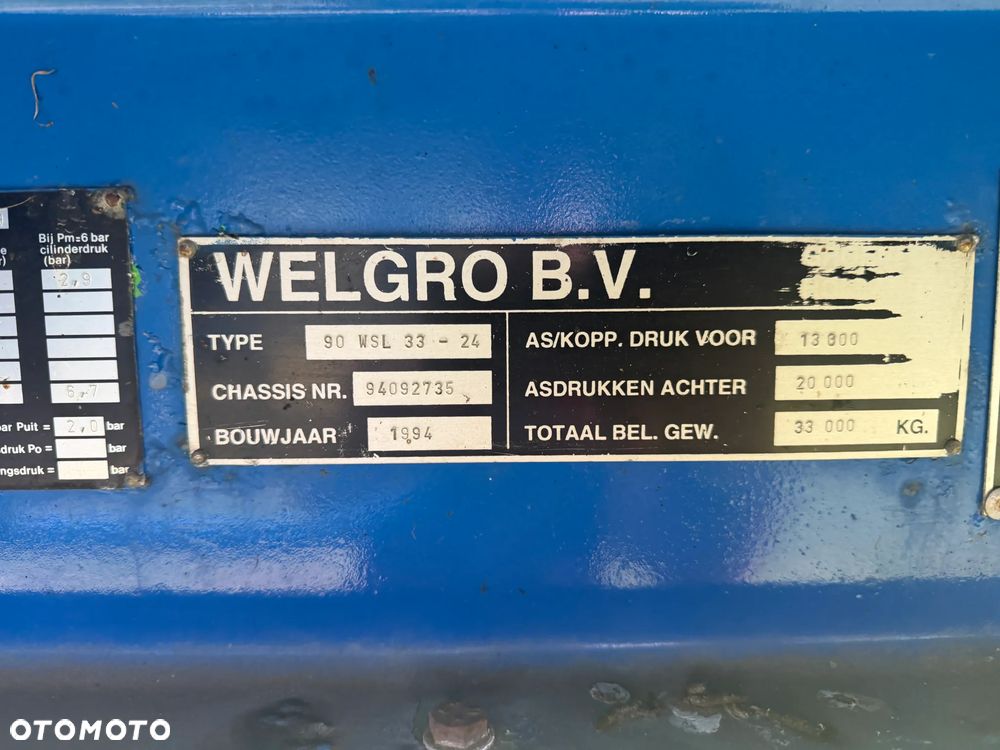 Bij Pm=6 bar
cilinderdruk
(bar)
2,9
6,7
bar Puit = 2,0 bar
sdruk Po = bar
ngsdruk = bar
WELGRO B.V.
TYPE 90 WSL 33 - 24
CHASSIS NR. 94092735
BOUWJAAR 1994
AS/KOPP. DRUK VOOR 13 000
ASDRUKKEN ACHTER 20 000
TOTAAL BEL. GEW. 33 000 KG.
OTOMOTO